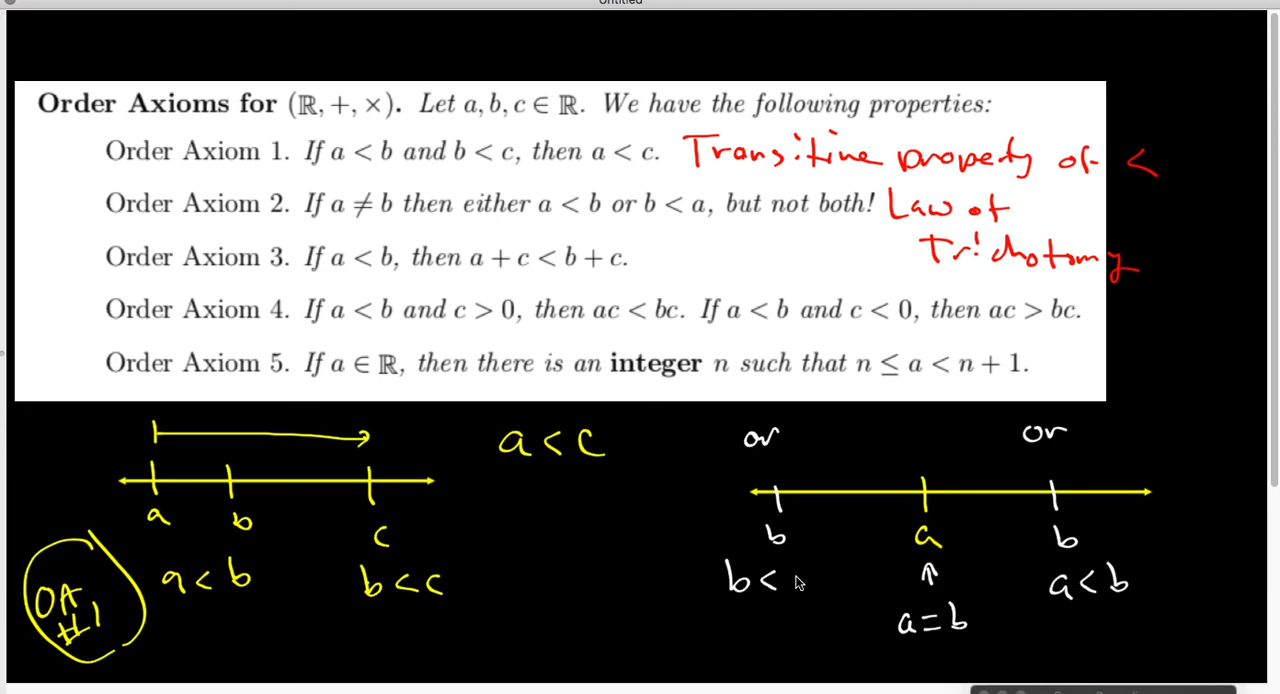 Untitled
Order Axioms for (ℝ, +, ×). Let a, b, c ∈ ℝ. We have the following properties:
Order Axiom 1. If a < b and b < c, then a < c. Transitive property of <
Order Axiom 2. If a ≠ b then either a < b or b < a, but not both! Law of
Trichotomy
Order Axiom 3. If a < b, then a + c < b + c.
Order Axiom 4. If a < b and c > 0, then ac < bc. If a < b and c < 0, then ac > bc.
Order Axiom 5. If a ∈ ℝ, then there is an integer n such that n ≤ a < n + 1.
a < c
a b c
a < b b < c
OA
#1
or or
b a b
b < ↑ a < b
a = b